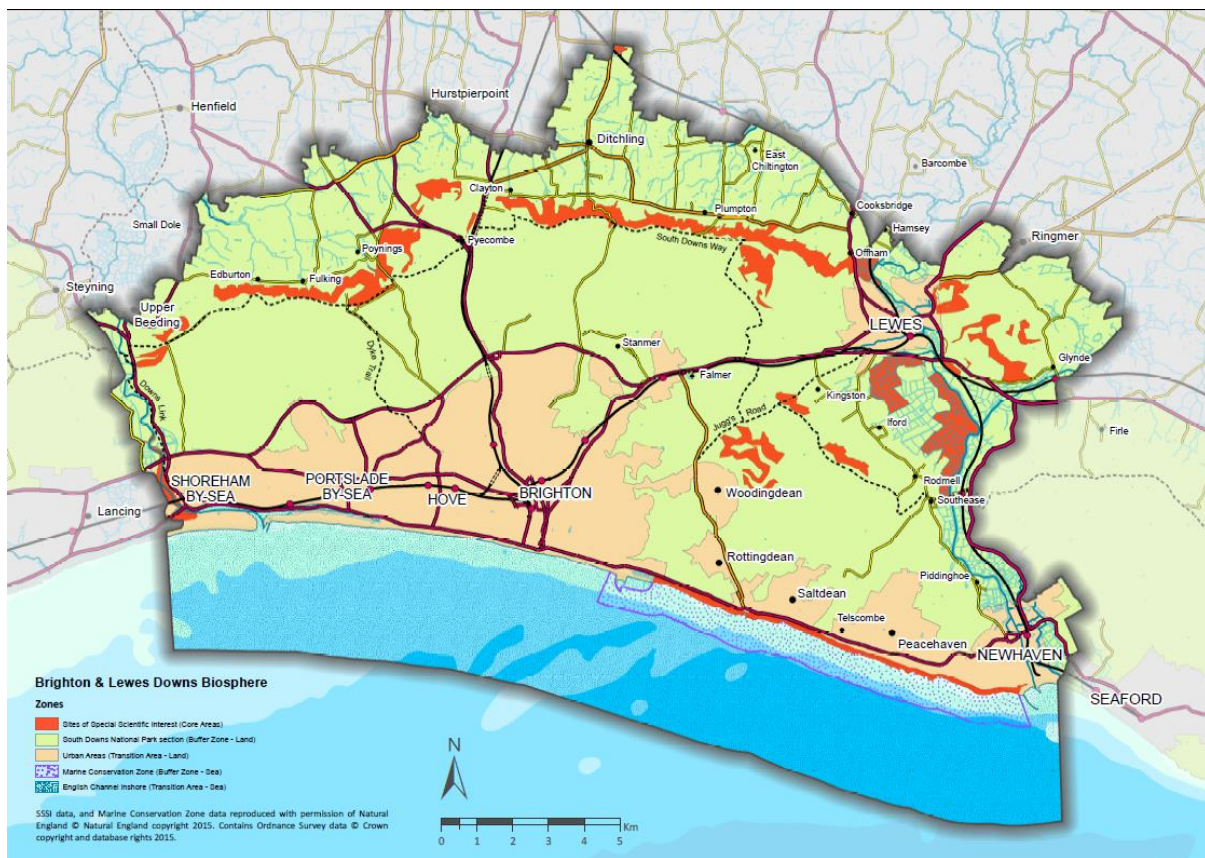 Henfield
Hurstpierpoint
Ditchling
East
Chiltington
Barcombe
Clayton
Plumpton
Cooksbridge
Small Dole
Hamsey
Ringmer
Poynings
Pyecombe
South Downs Way
Offham
Edburton
Fulking
Steyning
Upper
Beeding
LEWES
Stanmer
Glynde
Dyke Trail
Falmer
Downs Link
Kingston
Jugg's Road
Iford
Firle
SHOREHAM
BY-SEA
PORTSLADE
BY-SEA
HOVE
BRIGHTON
Woodingdean
Rodmell
Southease
Lancing
Rottingdean
Piddinghoe
Saltdean
Telscombe
Peacehaven
NEWHAVEN
SEAFORD
Brighton & Lewes Downs Biosphere
Zones
Sites of Special Scientific Interest (Core Areas)
South Downs National Park section (Buffer Zone - Land)
Urban Areas (Transition Area - Land)
Marine Conservation Zone (Buffer Zone - Sea)
English Channel Inshore (Transition Area - Sea)
SSSI data, and Marine Conservation Zone data reproduced with permission of Natural
England © Natural England copyright 2015. Contains Ordnance Survey data © Crown
copyright and database rights 2015.
N
Km
0 1 2 3 4 5